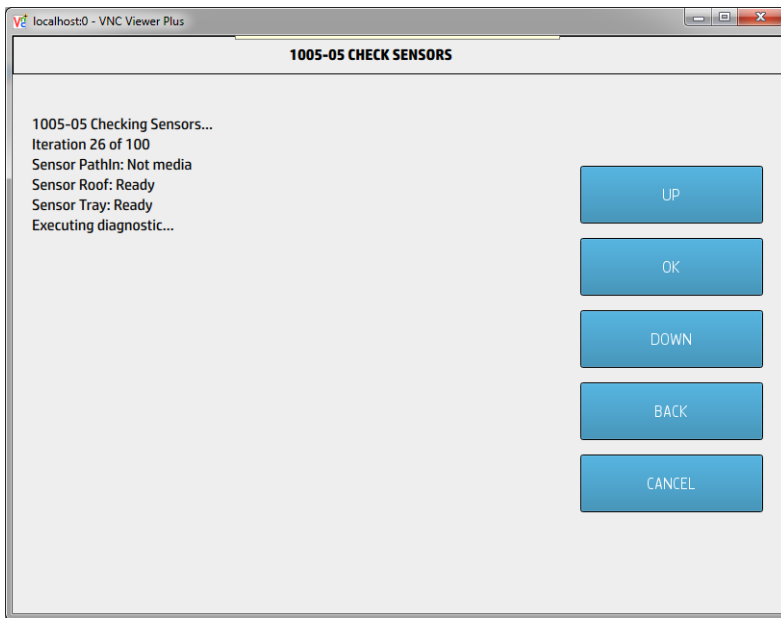 localhost:0 - VNC Viewer Plus
1005-05 CHECK SENSORS
1005-05 Checking Sensors...
Iteration 26 of 100
Sensor PathIn: Not media
Sensor Roof: Ready
Sensor Tray: Ready
Executing diagnostic...
UP
OK
DOWN
BACK
CANCEL